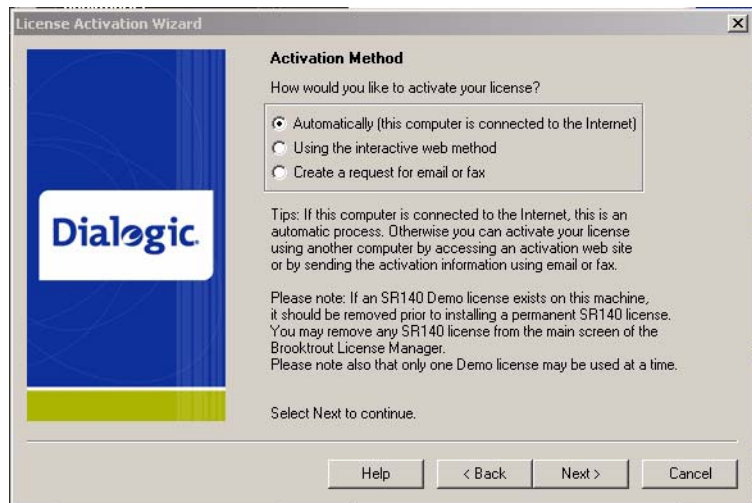 License Activation Wizard
Activation Method
How would you like to activate your license?
Automatically (this computer is connected to the Internet)
Using the interactive web method
Create a request for email or fax
Dialogic.
Tips: If this computer is connected to the Internet, this is an
automatic process. Otherwise you can activate your license
using another computer by accessing an activation web site
or by sending the activation information using email or fax.
Please note: If an SR140 Demo license exists on this machine,
it should be removed prior to installing a permanent SR140 license.
You may remove any SR140 license from the main screen of the
Brooktrout License Manager.
Please note also that only one Demo license may be used at a time.
Select Next to continue.
Help
< Back
Next >
Cancel